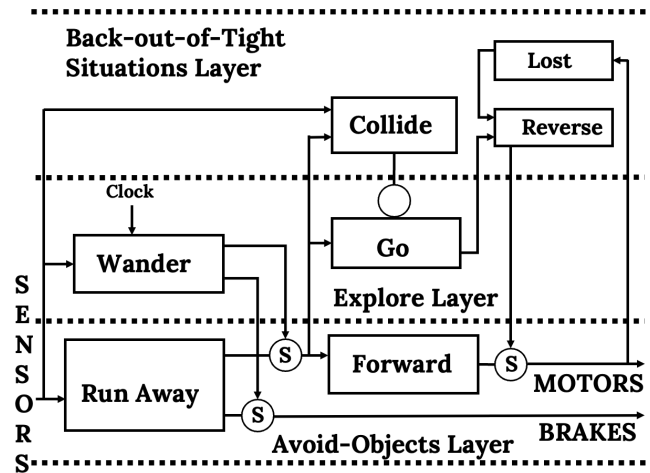 Back-out-of-Tight
Situations Layer
Lost
Collide
Reverse
Clock
Wander
Go
Explore Layer
SENSORS
S
Forward
S
Run Away
MOTORS
S
BRAKES
Avoid-Objects Layer